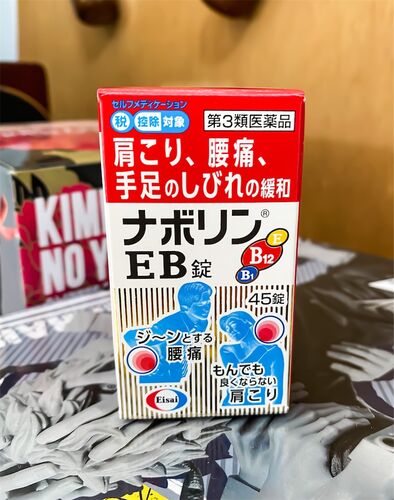 セルフメディケーション
税 控除 対象
第3類医薬品
肩こり、腰痛、
手足のしびれの緩和
ナボリン®
EB錠
E
B12
B1
45錠
ジ〜ンとする
腰痛
もんでも
良くならない
肩こり
Eisai
KIM
NO Y